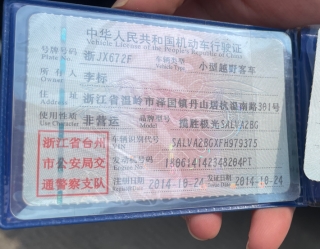 中华人民共和国机动车行驶证
Vehicle License of the People's Republic of China
号牌号码 浙JX672F 车辆类型 小型越野客车
Plate No. Vehicle Type
所有人 李标
Owner
住址 浙江省温岭市泽国镇丹山塔杭温南路381号
Address
使用性质 非营运 品牌型号 揽胜极光SALVA2BG
Use Character Model
浙江省台州
市公安局交
通警察支队
车辆识别代号 SALVA2BGXFH979375
VIN
发动机号码 180614142348204PT
Engine No.
注册日期 2014-10-24 发证日期 2014-10-24
Register Date Issue Date